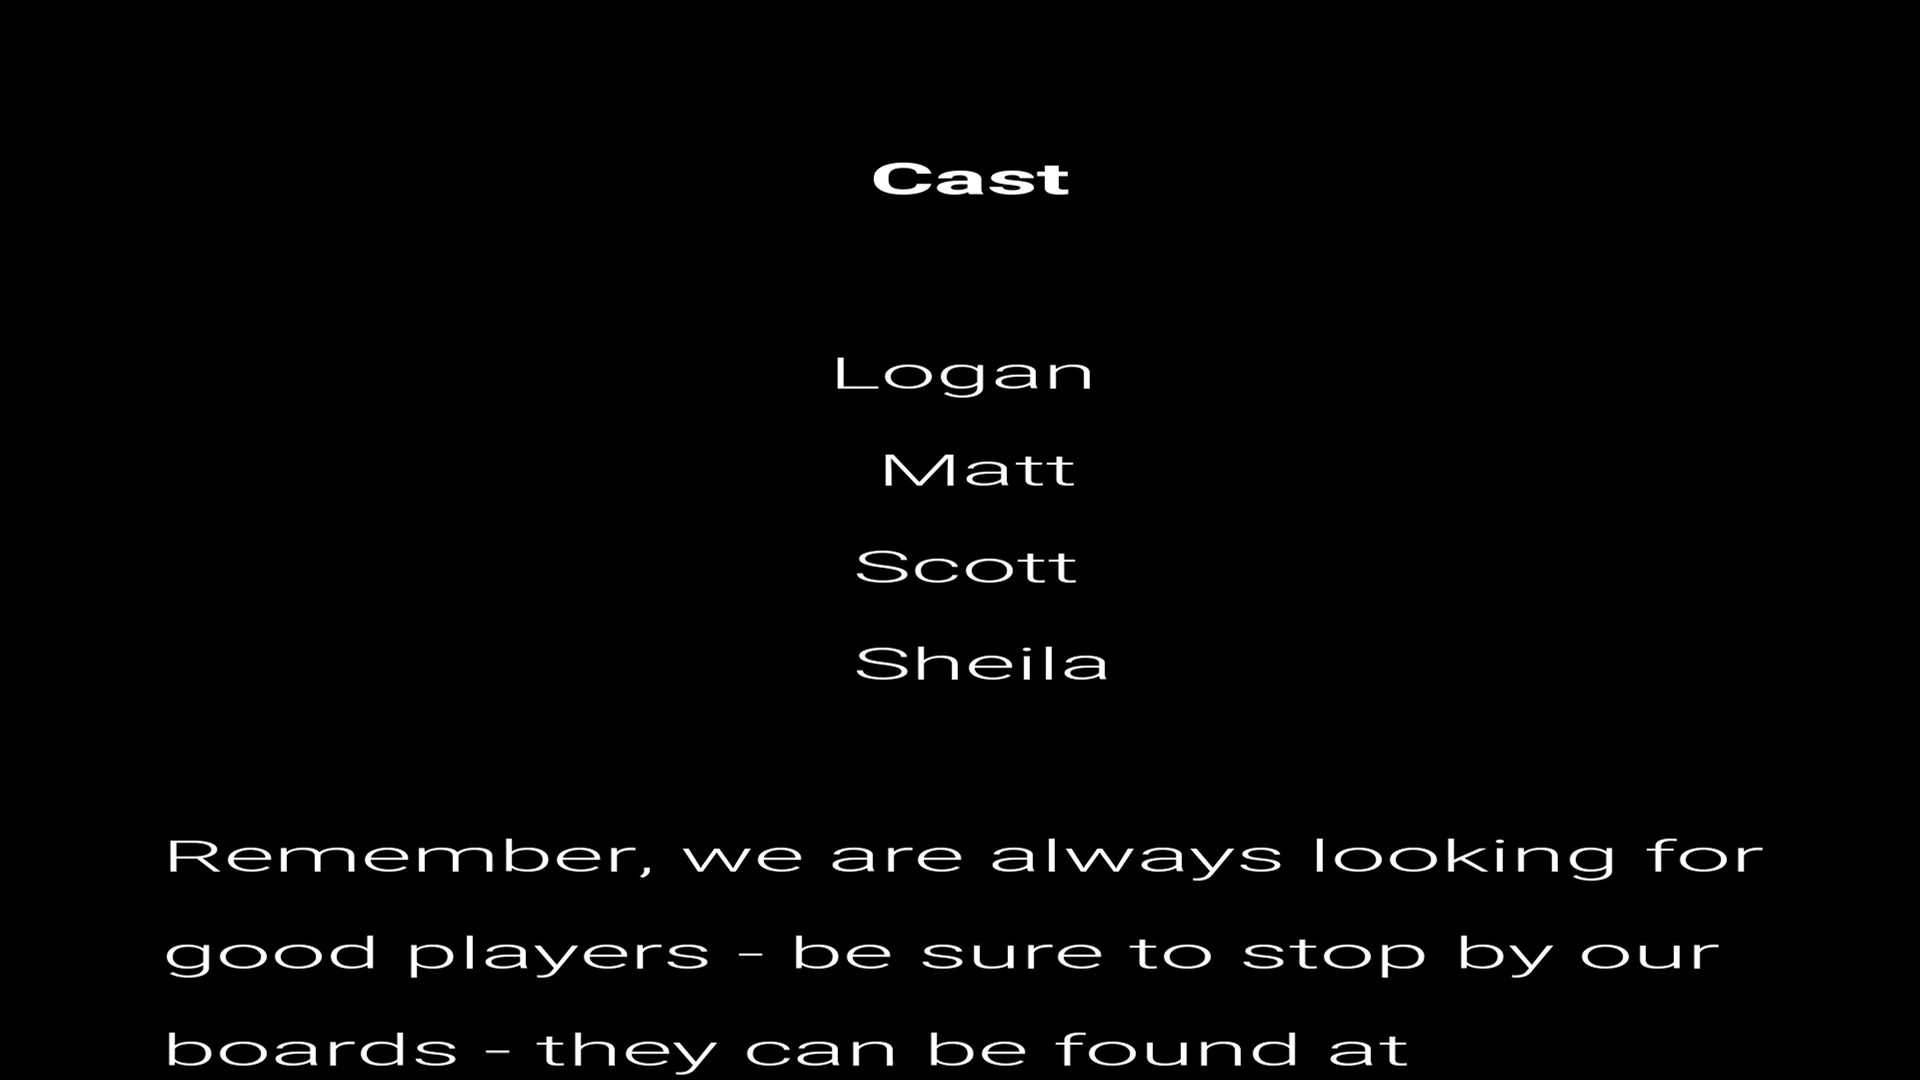 Cast
Logan
Matt
Scott
Sheila
Remember, we are always looking for
good players - be sure to stop by our
boards - they can be found at